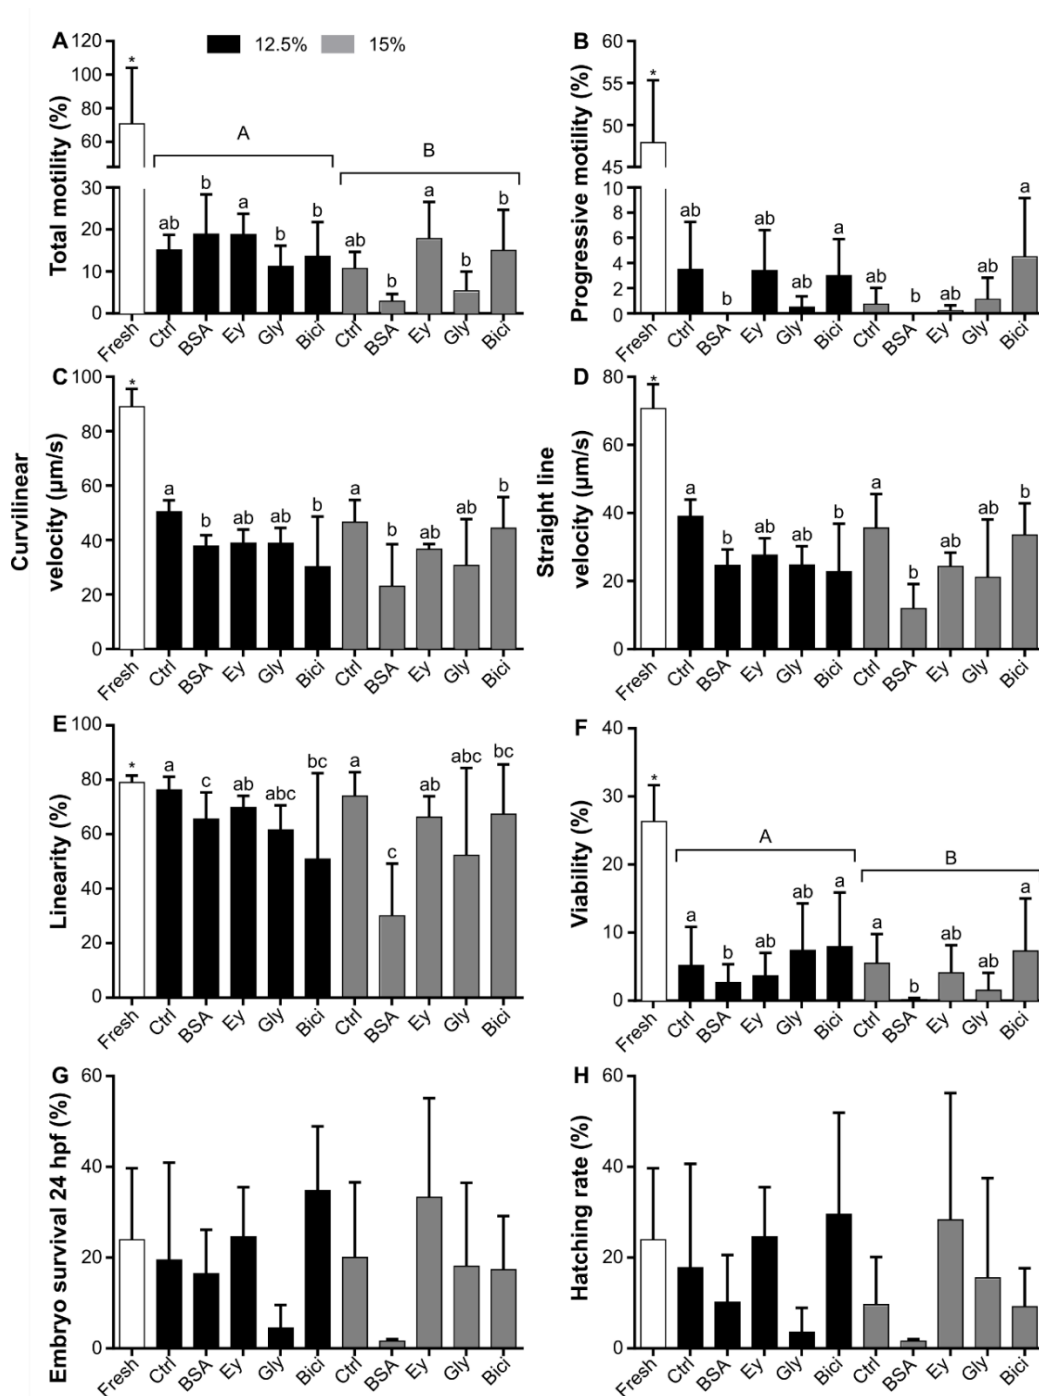 A
12.5%
15%
Total motility (%)
120
100
80
60
30
20
10
0
*
A
B
ab
b
a
b
b
ab
b
a
b
b
Fresh
Ctrl
BSA
Ey
Gly
Bici
Ctrl
BSA
Ey
Gly
Bici
B
Progressive motility (%)
60
55
50
45
10
8
6
4
2
0
*
ab
b
ab
ab
a
ab
b
ab
ab
a
Fresh
Ctrl
BSA
Ey
Gly
Bici
Ctrl
BSA
Ey
Gly
Bici
C
Curvilinear
velocity (µm/s)
100
80
60
40
20
0
*
a
b
ab
ab
b
a
b
ab
ab
b
Fresh
Ctrl
BSA
Ey
Gly
Bici
Ctrl
BSA
Ey
Gly
Bici
D
Straight line
velocity (µm/s)
80
60
40
20
0
*
a
b
ab
ab
b
a
b
ab
ab
b
Fresh
Ctrl
BSA
Ey
Gly
Bici
Ctrl
BSA
Ey
Gly
Bici
E
Linearity (%)
100
80
60
40
20
0
*
a
c
ab
abc
bc
a
c
ab
abc
bc
Fresh
Ctrl
BSA
Ey
Gly
Bici
Ctrl
BSA
Ey
Gly
Bici
F
Viability (%)
40
30
20
10
0
*
A
B
a
b
ab
ab
a
a
b
ab
ab
a
Fresh
Ctrl
BSA
Ey
Gly
Bici
Ctrl
BSA
Ey
Gly
Bici
G
Embryo survival 24 hpf (%)
60
40
20
0
Fresh
Ctrl
BSA
Ey
Gly
Bici
Ctrl
BSA
Ey
Gly
Bici
H
Hatching rate (%)
60
40
20
0
Fresh
Ctrl
BSA
Ey
Gly
Bici
Ctrl
BSA
Ey
Gly
Bici